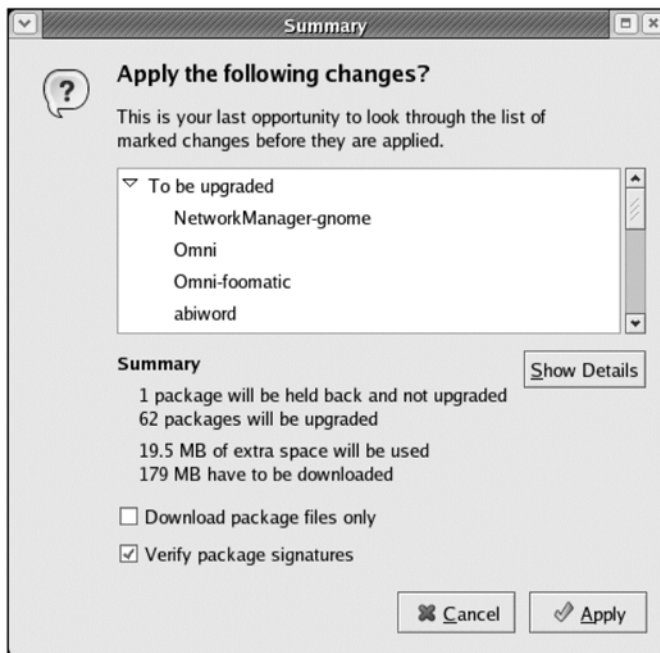 Summary
Apply the following changes?
This is your last opportunity to look through the list of
marked changes before they are applied.
To be upgraded
NetworkManager-gnome
Omni
Omni-foomatic
abiword
Summary
Show Details
1 package will be held back and not upgraded
62 packages will be upgraded
19.5 MB of extra space will be used
179 MB have to be downloaded
Download package files only
Verify package signatures
Cancel
Apply